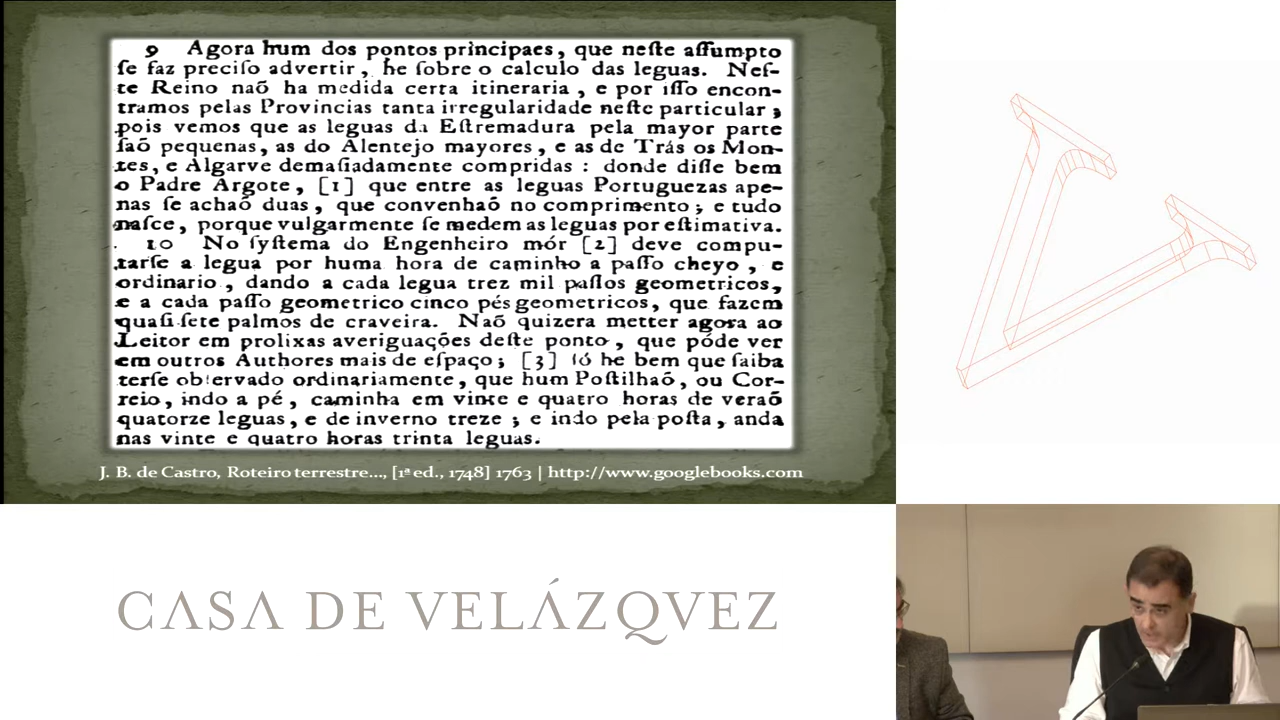 9 Agora hum dos pontos principaes, que neſte aſſumpto
ſe faz preciſo advertir, he ſobre o calculo das leguas. Neſ-
te Reino naõ ha medida certa itineraria, e por iſſo encon-
tramos pelas Provincias tanta irregularidade neſte particular,
pois vemos que as leguas da Eſtremadura pela mayor parte
ſaõ pequenas, as do Alentejo mayores, e as de Trás os Mon-
tes, e Algarve demaſiadamente compridas : donde diſſe bem
o Padre Argote, [1] que entre as leguas Portuguezas ape-
nas ſe achaõ duas, que convenhaõ no comprimento; e tudo
naſce, porque vulgarmente ſe medem as leguas por eſtimativa.
10 No ſyſtema do Engenheiro mór [2] deve compu-
tarſe a legua por huma hora de caminho a paſſo cheyo, e
ordinario, dando a cada legua trez mil paſſos geometricos,
e a cada paſſo geometrico cinco pés geometricos, que fazem
quaſi ſete palmos de craveira. Naõ quizera metter agora ao
Leitor em prolixas averiguações deſte ponto, que póde ver
em outros Authores mais de eſpaço; [3] ſó he bem que ſaiba
terſe obſervado ordinariamente, que hum Poſtilhaõ, ou Cor-
reio, indo a pé, caminha em vinte e quatro horas de veraõ
quatorze leguas, e de inverno treze; e indo pela poſta, anda
nas vinte e quatro horas trinta leguas.
J. B. de Castro, Roteiro terrestre..., [1ª ed., 1748] 1763 | http://www.googlebooks.com
CASA DE VELÁZQVEZ